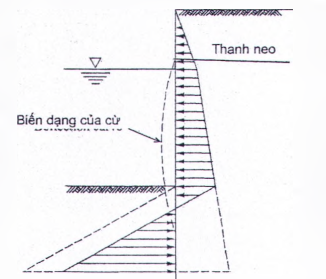 Thanh neo
Biến dạng của cừ